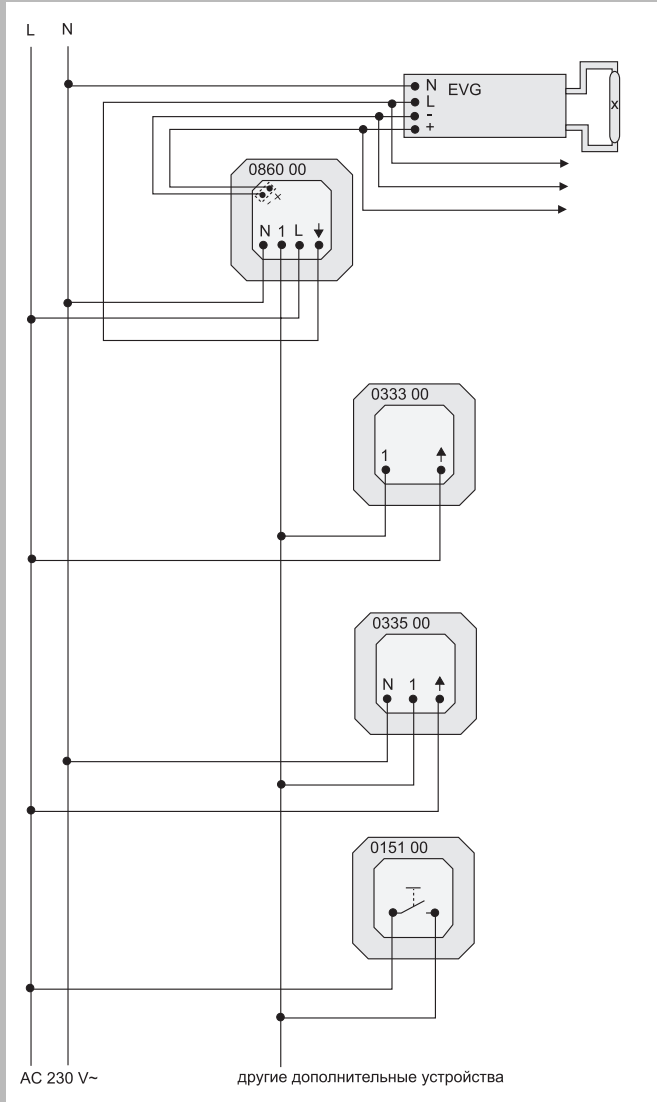 L N
N EVG
L
-
+
0860 00
x
x
N 1 L
0333 00
1
0335 00
N 1
0151 00
AC 230 V~
другие дополнительные устройства